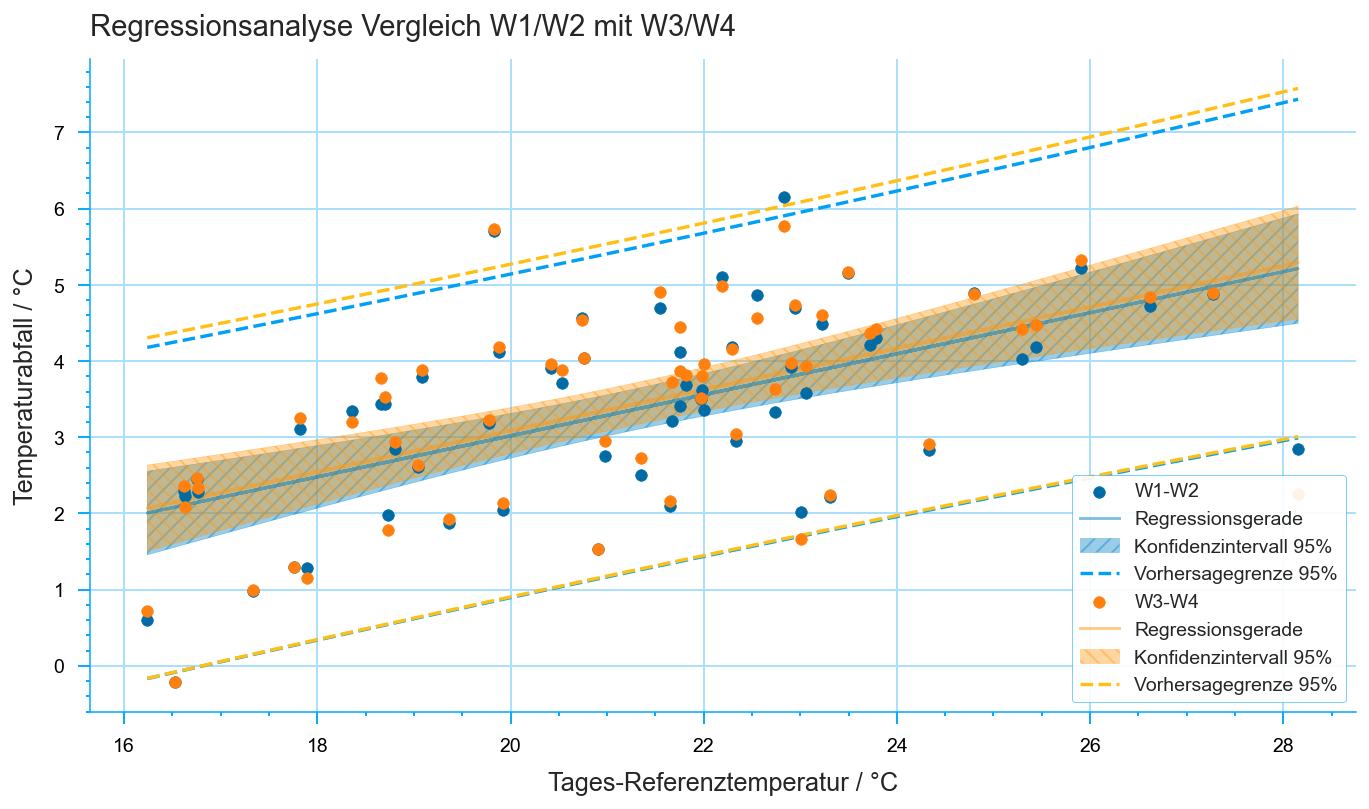 Regressionsanalyse Vergleich W1/W2 mit W3/W4
Temperaturabfall / °C
7
6
5
4
3
2
1
0
16 18 20 22 24 26 28
Tages-Referenztemperatur / °C
W1-W2
Regressionsgerade
Konfidenzintervall 95%
Vorhersagegrenze 95%
W3-W4
Regressionsgerade
Konfidenzintervall 95%
Vorhersagegrenze 95%